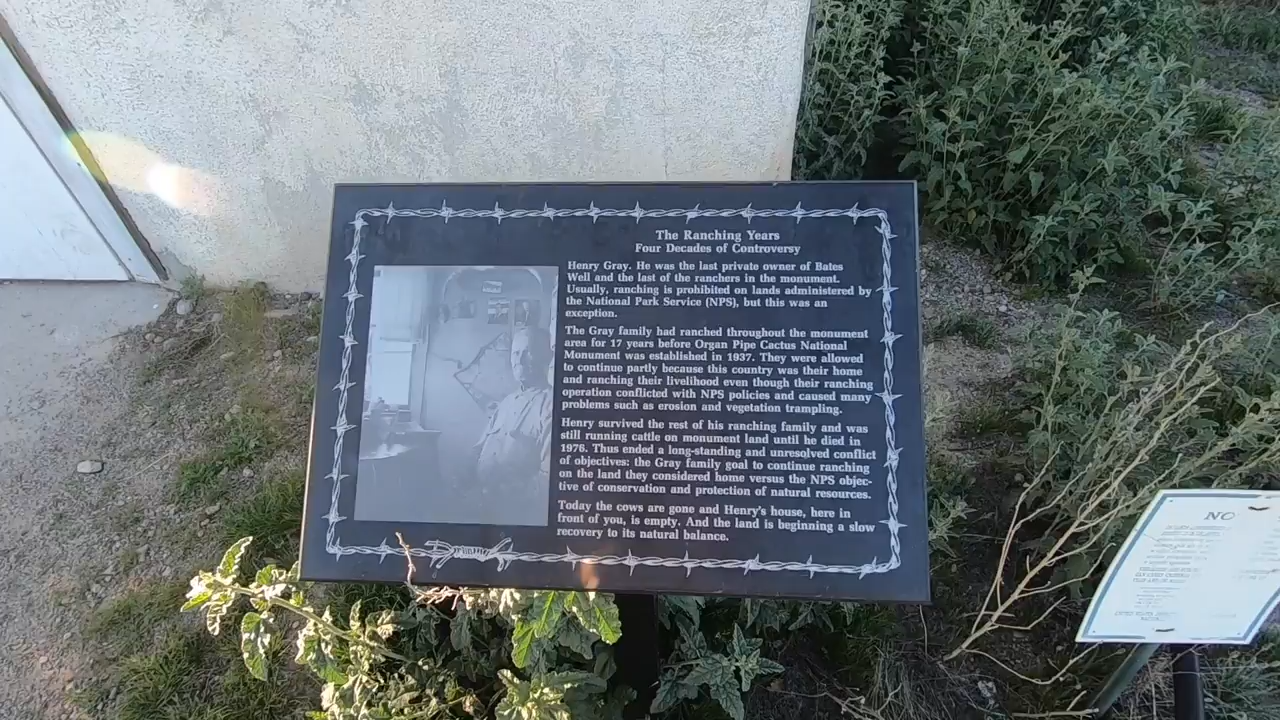 The Ranching Years
Four Decades of Controversy
Henry Gray. He was the last private owner of Bates
Well and the last of the ranchers in the monument.
Usually, ranching is prohibited on lands administered by
the National Park Service (NPS), but this was an
exception.
The Gray family had ranched throughout the monument
area for 17 years before Organ Pipe Cactus National
Monument was established in 1937. They were allowed
to continue partly because this country was their home
and ranching their livelihood even though their ranching
operation conflicted with NPS policies and caused many
problems such as erosion and vegetation trampling.
Henry survived the rest of his ranching family and was
still running cattle on monument land until he died in
1976. Thus ended a long-standing and unresolved conflict
of objectives: the Gray family goal to continue ranching
on the land they considered home versus the NPS objec-
tive of conservation and protection of natural resources.
Today the cows are gone and Henry's house, here in
front of you, is empty. And the land is beginning a slow
recovery to its natural balance.
NO